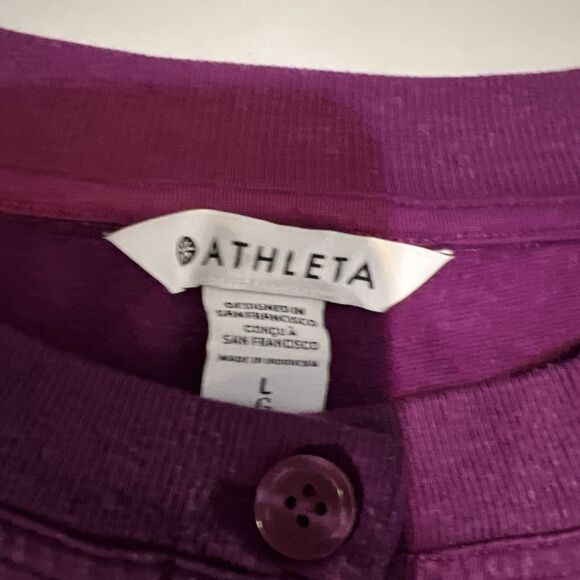 ATHLETA
DESIGNED IN
SAN FRANCISCO
CONÇU À
SAN FRANCISCO
MADE IN INDONESIA
L
G